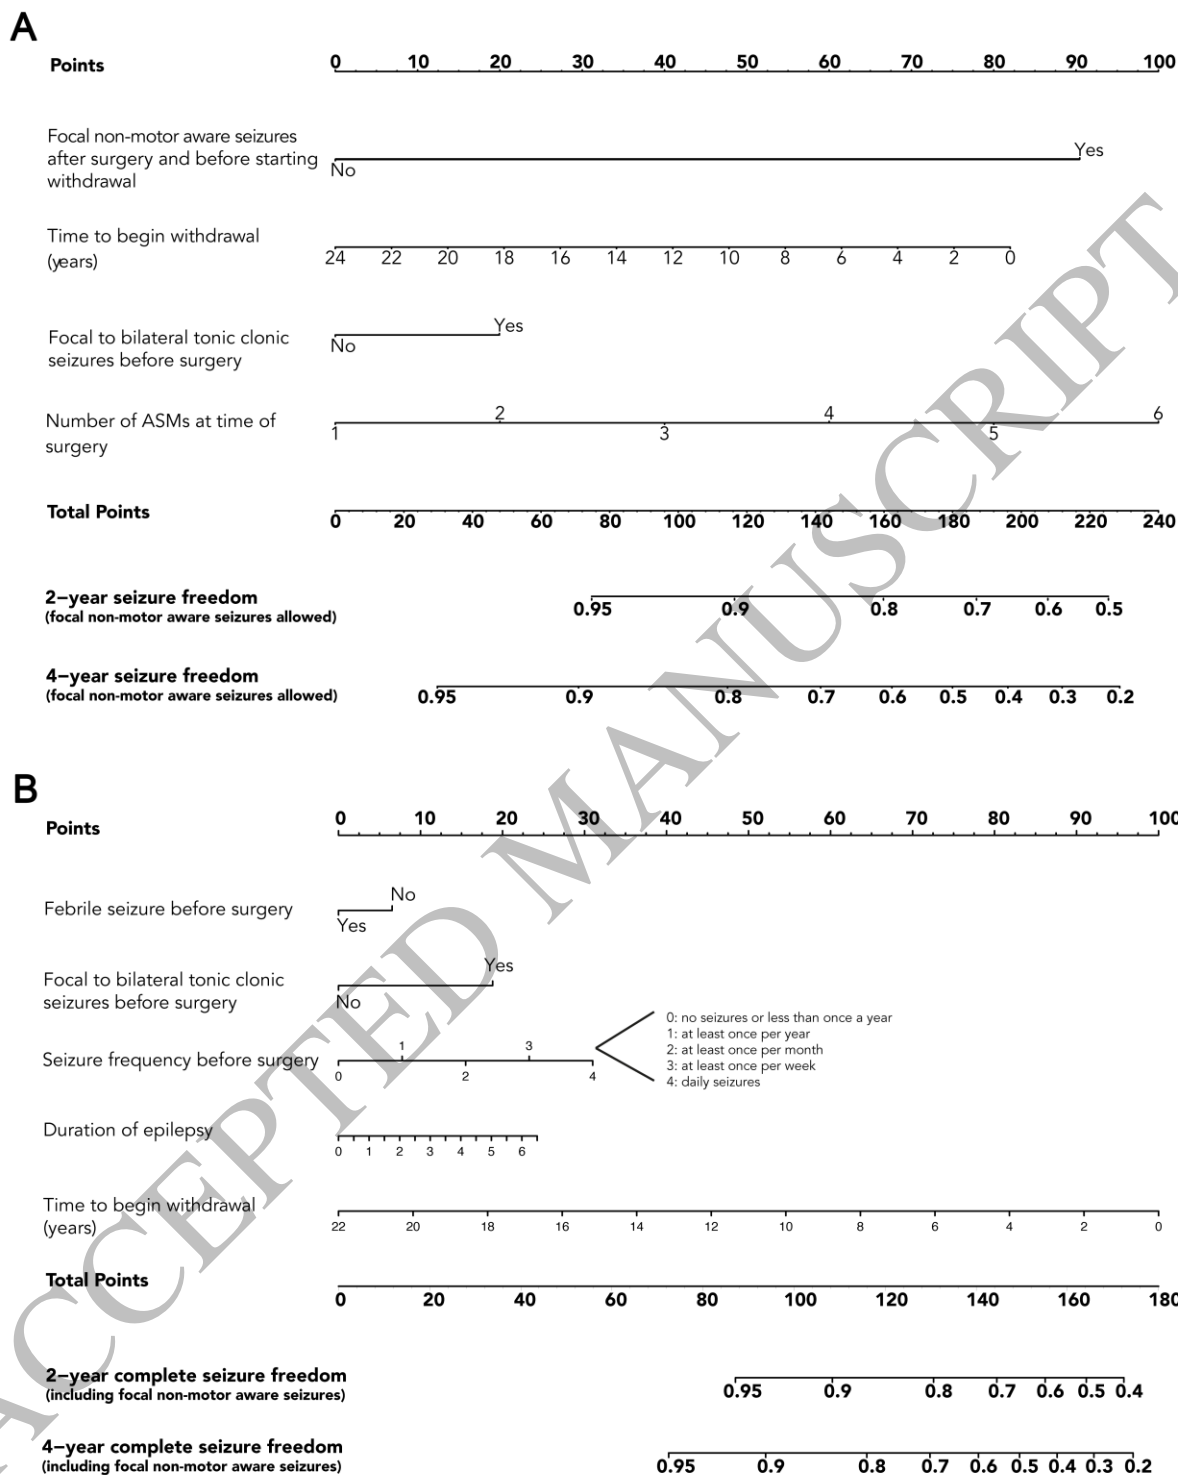 A
Points 0 10 20 30 40 50 60 70 80 90 100
Focal non-motor aware seizures
after surgery and before starting
withdrawal
Yes
No
Time to begin withdrawal
(years)
24 22 20 18 16 14 12 10 8 6 4 2 0
Focal to bilateral tonic clonic
seizures before surgery
Yes
No
Number of ASMs at time of
surgery
2 4 6
1 3 5
Total Points
0 20 40 60 80 100 120 140 160 180 200 220 240
2−year seizure freedom
(focal non-motor aware seizures allowed)
0.95 0.9 0.8 0.7 0.6 0.5
4−year seizure freedom
(focal non-motor aware seizures allowed)
0.95 0.9 0.8 0.7 0.6 0.5 0.4 0.3 0.2
B
Points 0 10 20 30 40 50 60 70 80 90 100
Febrile seizure before surgery
No
Yes
Focal to bilateral tonic clonic
seizures before surgery
Yes
No
Seizure frequency before surgery
1 3
0 2 4
0: no seizures or less than once a year
1: at least once per year
2: at least once per month
3: at least once per week
4: daily seizures
Duration of epilepsy
0 1 2 3 4 5 6
Time to begin withdrawal
(years)
22 20 18 16 14 12 10 8 6 4 2 0
Total Points
0 20 40 60 80 100 120 140 160 180
2−year complete seizure freedom
(including focal non-motor aware seizures)
0.95 0.9 0.8 0.7 0.6 0.5 0.4
4−year complete seizure freedom
(including focal non-motor aware seizures)
0.95 0.9 0.8 0.7 0.6 0.5 0.4 0.3 0.2
ACCEPTED MANUSCRIPT